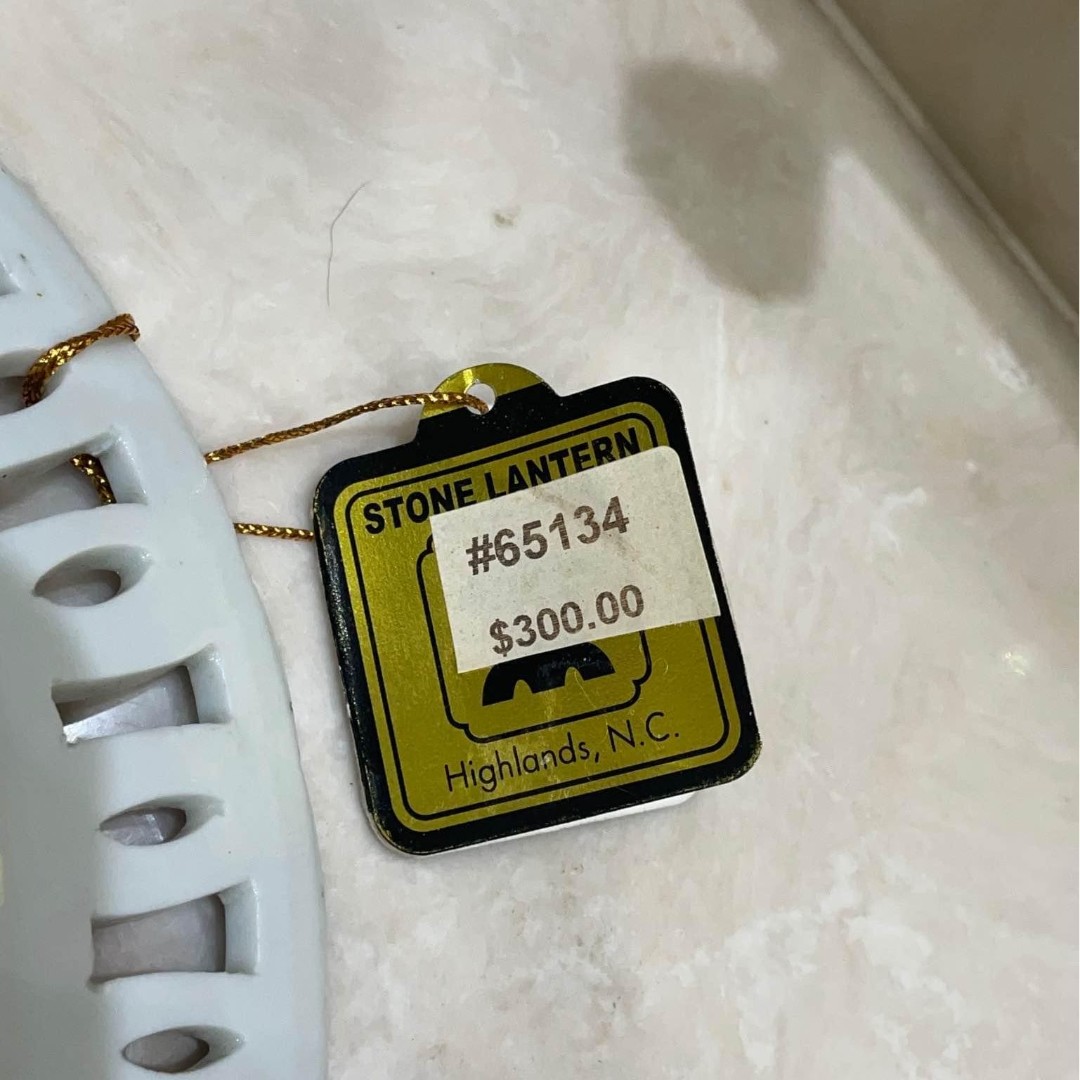 STONE LANTERN
#65134
$300.00
Highlands, N.C.